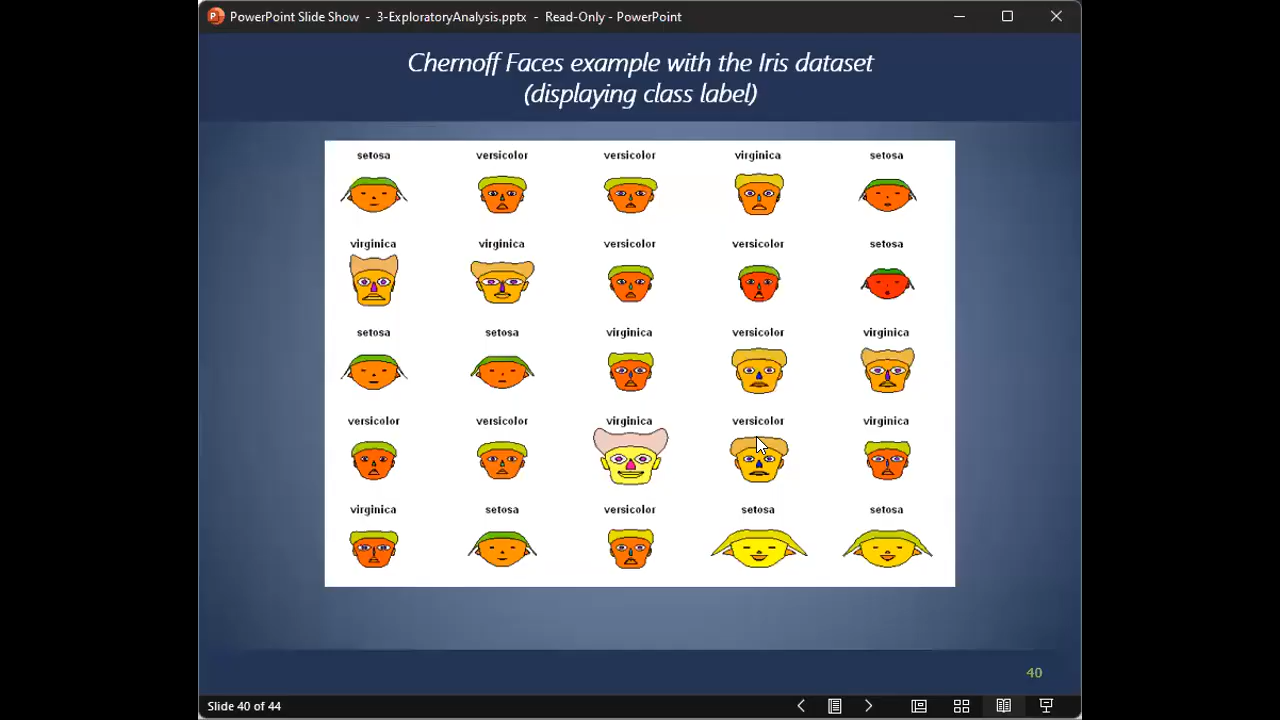 PowerPoint Slide Show - 3-ExploratoryAnalysis.pptx - Read-Only - PowerPoint
Chernoff Faces example with the Iris dataset
(displaying class label)
setosa versicolor versicolor virginica setosa
virginica virginica versicolor versicolor setosa
setosa setosa virginica versicolor virginica
versicolor versicolor virginica versicolor virginica
virginica setosa versicolor setosa setosa
40
Slide 40 of 44